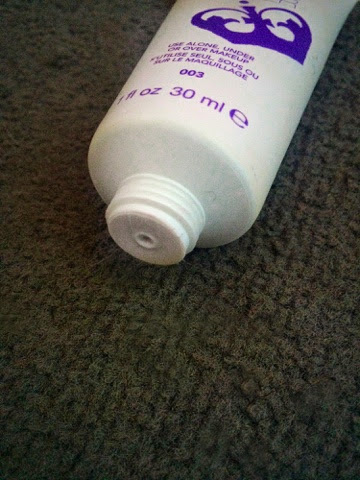 USE ALONE, UNDER
OR OVER MAKEUP
S'UTILISE SEUL, SOUS OU
SUR LE MAQUILLAGE
003
1 fl oz 30 ml e